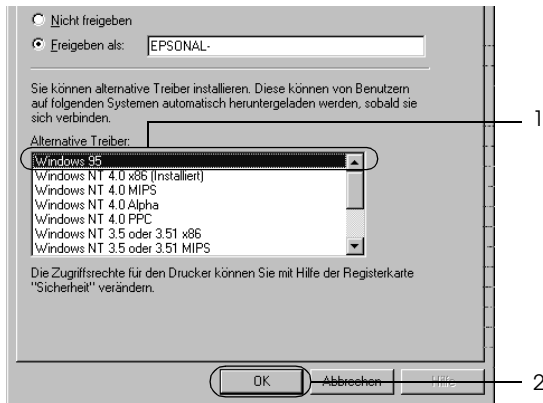 Nicht freigeben
Freigeben als: EPSONAL-
Sie können alternative Treiber installieren. Diese können von Benutzern
auf folgenden Systemen automatisch heruntergeladen werden, sobald sie
sich verbinden.
Alternative Treiber:
1
Windows 95
Windows NT 4.0 x86 (Installiert)
Windows NT 4.0 MIPS
Windows NT 4.0 Alpha
Windows NT 4.0 PPC
Windows NT 3.5 oder 3.51 x86
Windows NT 3.5 oder 3.51 MIPS
Die Zugriffsrechte für den Drucker können Sie mit Hilfe der Registerkarte
"Sicherheit" verändern.
OK Abbrechen Hilfe 2